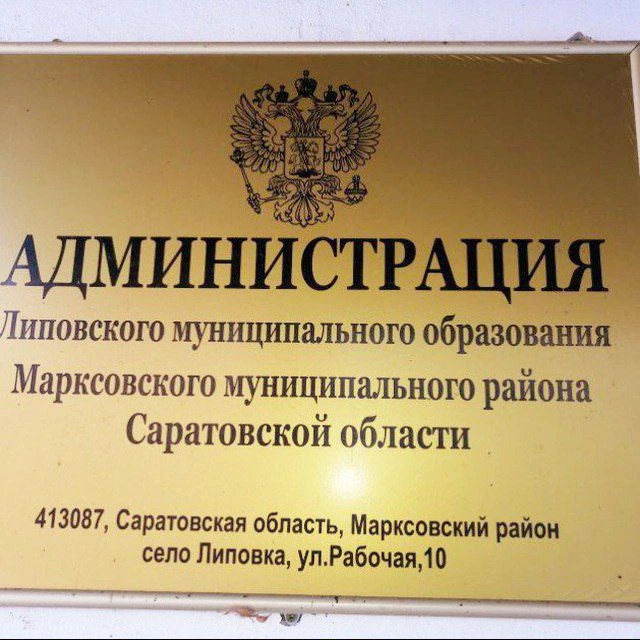 АДМИНИСТРАЦИЯ
Липовского муниципального образования
Марксовского муниципального района
Саратовской области
413087, Саратовская область, Марксовский район
село Липовка, ул.Рабочая,10